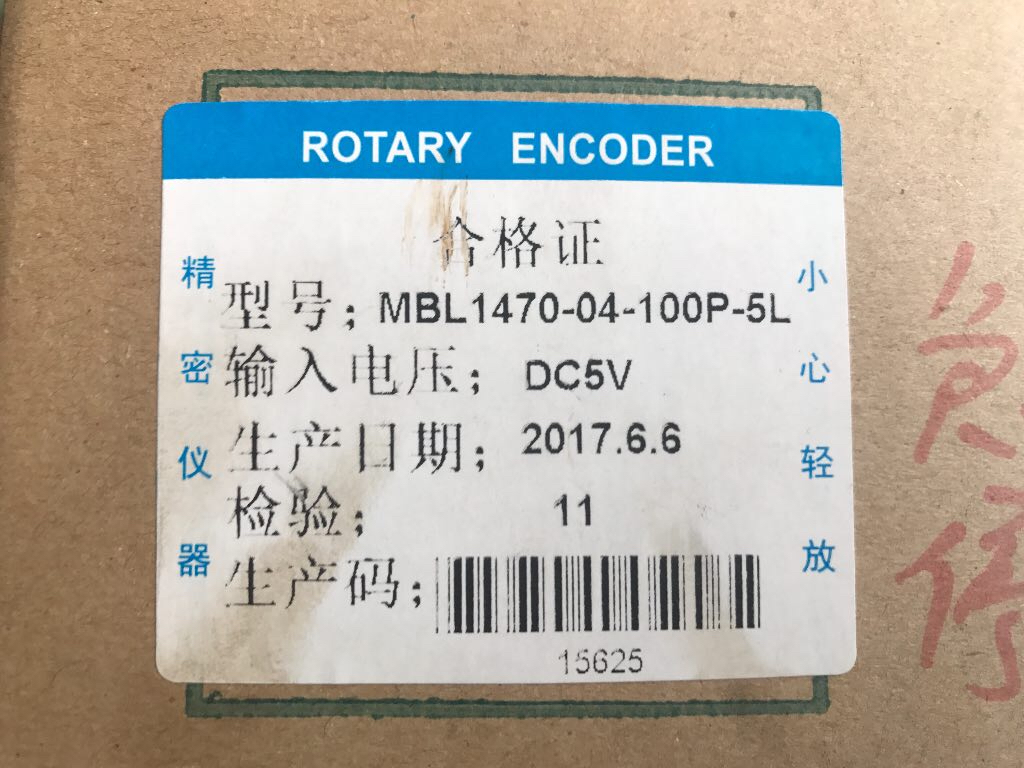 ROTARY ENCODER
合格证
型号；MBL1470-04-100P-5L
输入电压；DC5V
生产日期；2017.6.6
检验；11
生产码；
15625
精密仪器
小心轻放